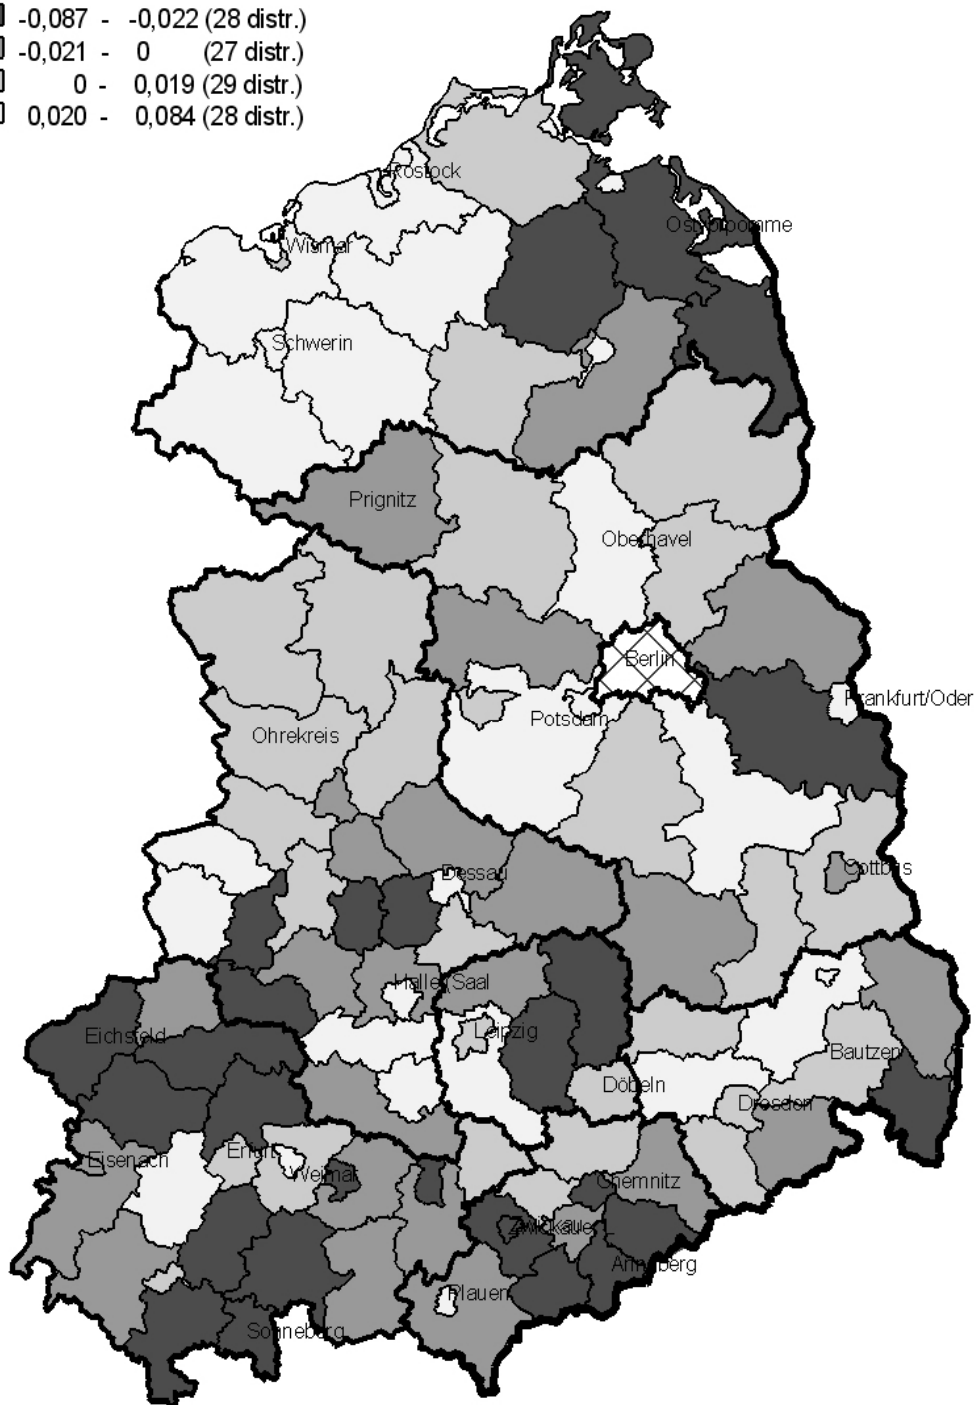 -0,087 - -0,022 (28 distr.)
-0,021 - 0 (27 distr.)
0 - 0,019 (29 distr.)
0,020 - 0,084 (28 distr.)
Rostock
Wismar
Schwerin
Prignitz
Oberhavel
Berlin
Frankfurt/Oder
Potsdam
Ohrekreis
Dessau
Cottbus
Halle/Saal
Eichsfeld
Leipzig
Bautzen
Döbeln
Dresden
Erfurt
Eisenach
Weimar
Chemnitz
Annaberg
Plauen
Sonneberg